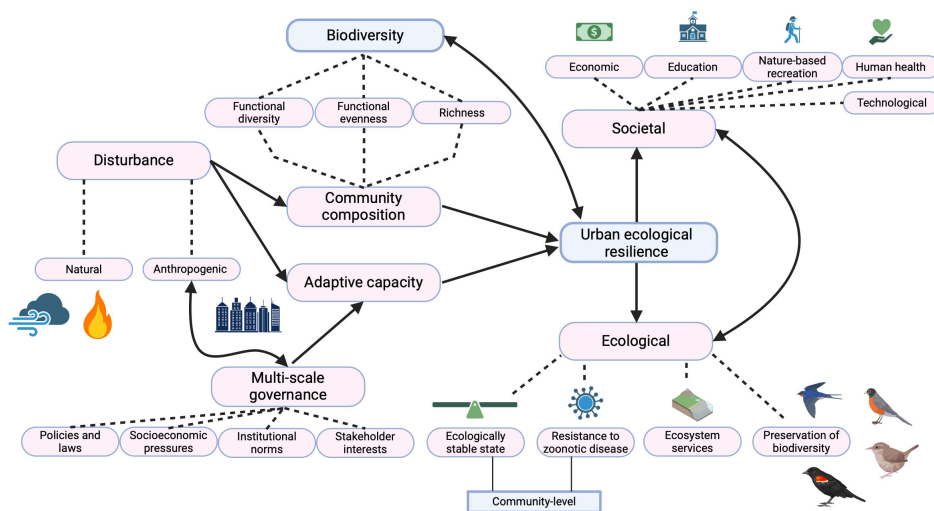 Biodiversity
Economic
Education
Nature-based
recreation
Human health
Technological
Functional
diversity
Functional
evenness
Richness
Societal
Disturbance
Community
composition
Urban ecological
resilience
Natural
Anthropogenic
Adaptive capacity
Ecological
Multi-scale
governance
Policies and
laws
Socioeconomic
pressures
Institutional
norms
Stakeholder
interests
Ecologically
stable state
Resistance to
zoonotic disease
Ecosystem
services
Preservation of
biodiversity
Community-level